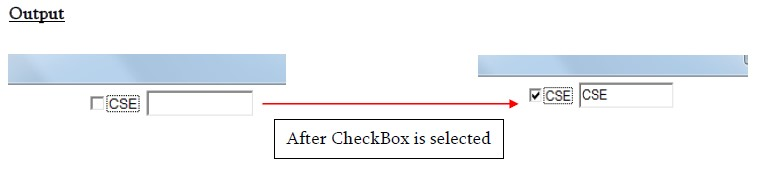 Output
CSE
CSE CSE
After CheckBox is selected